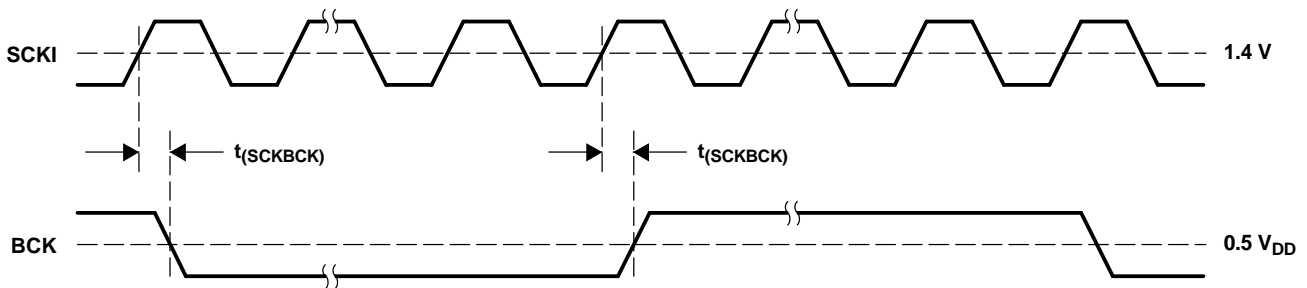 SCKI
1.4 V
t(SCKBCK)
t(SCKBCK)
BCK
0.5 VDD